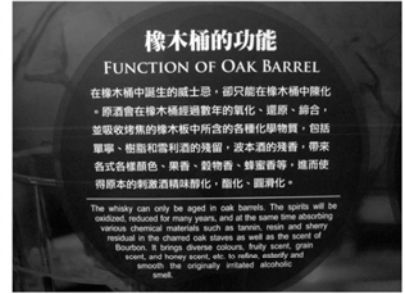 橡木桶的功能
FUNCTION OF OAK BARREL
在橡木桶中誕生的威士忌，卻只能在橡木桶中陳化
。原酒會在橡木桶經過數年的氧化、還原、締合，
並吸收烤焦的橡木板中所含的各種化學物質，包括
單寧、樹脂和雪利酒的殘留，波本酒的殘香，帶來
各式各樣顏色、果香、穀物香、蜂蜜香等，進而使
得原本的刺激酒精味醇化，酯化、圓滑化。
The whisky can only be aged in oak barrels. The spirits will be
oxidized, reduced for many years, and at the same time absorbing
various chemical materials such as tannin, resin and sherry
residual in the charred oak staves as well as the scent of
Bourbon. It brings diverse colours, fruity scent, grain
scent, and honey scent, etc. to refine, esterify and
smooth the originally irritated alcoholic
smell.